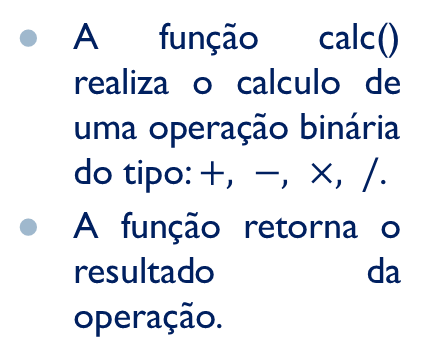 • A função calc()
realiza o calculo de
uma operação binária
do tipo: +, −, ×, /.
• A função retorna o
resultado da
operação.